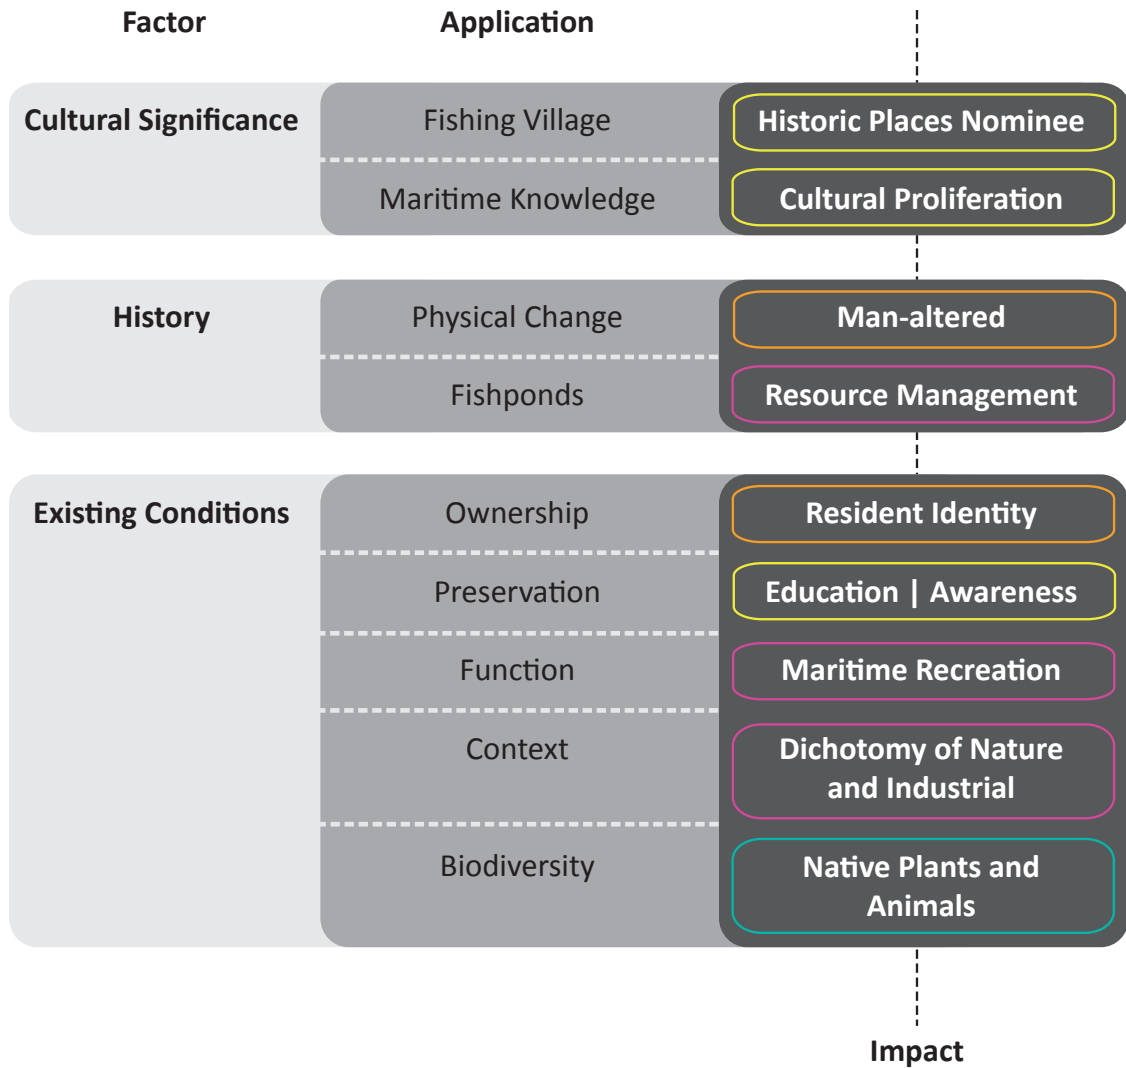 Factor
Application
Cultural Significance
Fishing Village
Historic Places Nominee
Maritime Knowledge
Cultural Proliferation
History
Physical Change
Man-altered
Fishponds
Resource Management
Existing Conditions
Ownership
Resident Identity
Preservation
Education | Awareness
Function
Maritime Recreation
Context
Dichotomy of Nature
and Industrial
Biodiversity
Native Plants and
Animals
Impact